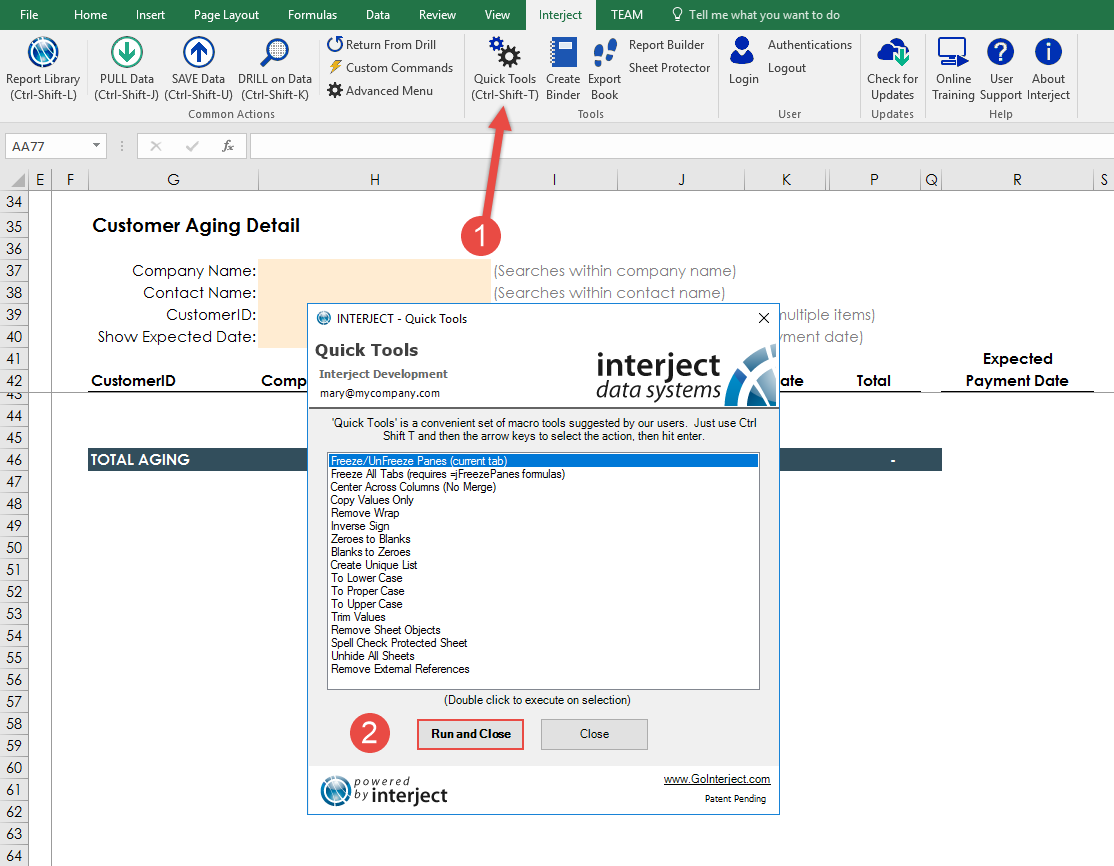 File Home Insert Page Layout Formulas Data Review View Interject TEAM Tell me what you want to do
Report Library
(Ctrl-Shift-L)
PULL Data
(Ctrl-Shift-J)
SAVE Data
(Ctrl-Shift-U)
DRILL on Data
(Ctrl-Shift-K)
Return From Drill
Custom Commands
Advanced Menu
Common Actions
Quick Tools
(Ctrl-Shift-T)
Create
Binder
Export
Book
Report Builder
Sheet Protector
Tools
Login
Authentications
Logout
User
Check for
Updates
Updates
Online
Training
User
Support
About
Interject
Help
AA77
fx
E F G H I J K P Q R S
34
35 Customer Aging Detail
1
36
37 Company Name: (Searches within company name)
38 Contact Name: (Searches within contact name)
39 CustomerID: multiple items)
40 Show Expected Date: yment date)
41 Expected
42 CustomerID Comp ate Total Payment Date
43
44
45
46 TOTAL AGING -
47
48
49
50
51
52
53
54
55
56
57
58
59
60
61
62
63
64
INTERJECT - Quick Tools
Quick Tools
Interject Development
mary@mycompany.com
interject
data systems
'Quick Tools' is a convenient set of macro tools suggested by our users. Just use Ctrl
Shift T and then the arrow keys to select the action, then hit enter.
Freeze/UnFreeze Panes (current tab)
Freeze All Tabs (requires =jFreezePanes formulas)
Center Across Columns (No Merge)
Copy Values Only
Remove Wrap
Inverse Sign
Zeroes to Blanks
Blanks to Zeroes
Create Unique List
To Lower Case
To Proper Case
To Upper Case
Trim Values
Remove Sheet Objects
Spell Check Protected Sheet
Unhide All Sheets
Remove External References
(Double click to execute on selection)
2
Run and Close
Close
powered
by interject
www.GoInterject.com
Patent Pending